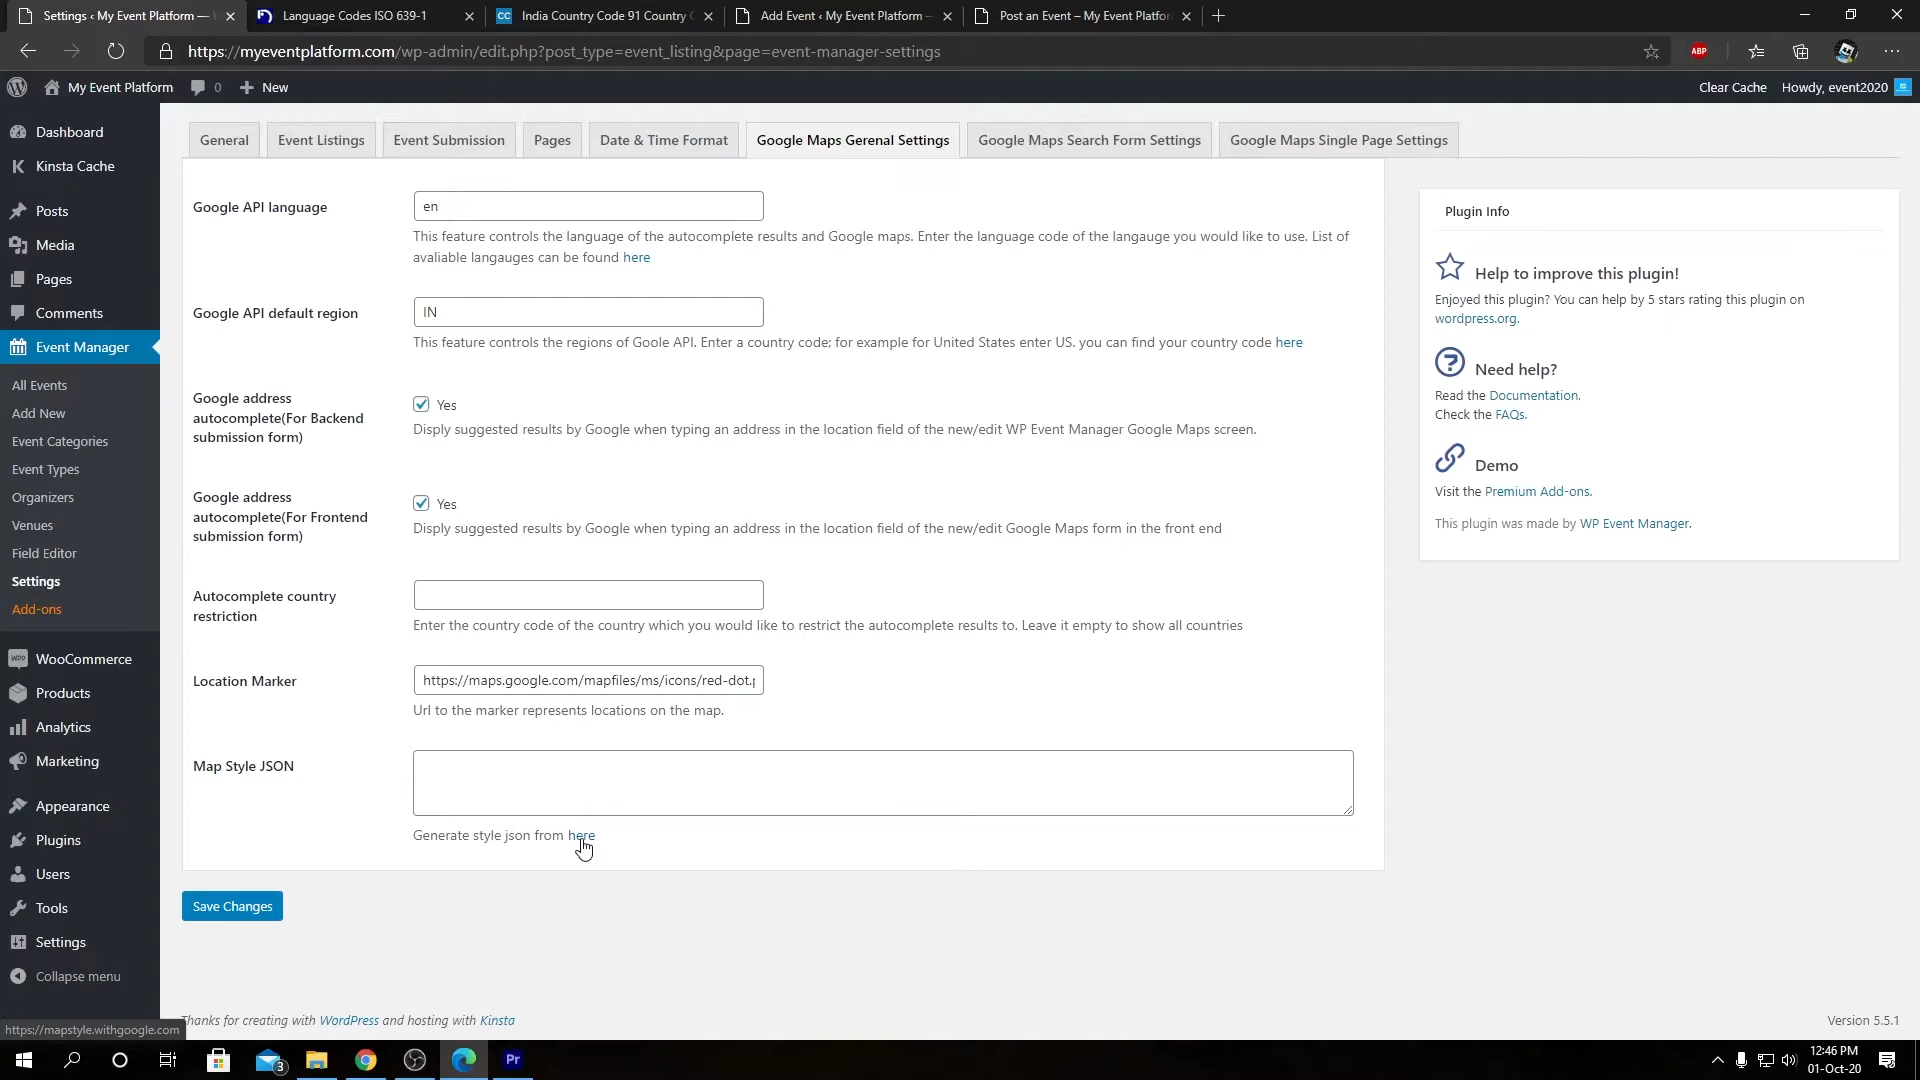 Settings ‹ My Event Platform —
Language Codes ISO 639-1
CC India Country Code 91 Country C
Add Event ‹ My Event Platform –
Post an Event – My Event Platfor
https://myeventplatform.com/wp-admin/edit.php?post_type=event_listing&page=event-manager-settings
ABP
My Event Platform
0
New
Clear Cache
Howdy, event2020
Dashboard
Kinsta Cache
Posts
Media
Pages
Comments
Event Manager
All Events
Add New
Event Categories
Event Types
Organizers
Venues
Field Editor
Settings
Add-ons
WooCommerce
Products
Analytics
Marketing
Appearance
Plugins
Users
Tools
Settings
Collapse menu
General
Event Listings
Event Submission
Pages
Date & Time Format
Google Maps Gerenal Settings
Google Maps Search Form Settings
Google Maps Single Page Settings
Google API language
en
This feature controls the language of the autocomplete results and Google maps. Enter the language code of the langauge you would like to use. List of
avaliable langauges can be found here
Google API default region
IN
This feature controls the regions of Goole API. Enter a country code; for example for United States enter US. you can find your country code here
Google address
autocomplete(For Backend
submission form)
Yes
Disply suggested results by Google when typing an address in the location field of the new/edit WP Event Manager Google Maps screen.
Google address
autocomplete(For Frontend
submission form)
Yes
Disply suggested results by Google when typing an address in the location field of the new/edit Google Maps form in the front end
Autocomplete country
restriction
Enter the country code of the country which you would like to restrict the autocomplete results to. Leave it empty to show all countries
Location Marker
https://maps.google.com/mapfiles/ms/icons/red-dot.p
Url to the marker represents locations on the map.
Map Style JSON
Generate style json from here
Save Changes
Plugin Info
Help to improve this plugin!
Enjoyed this plugin? You can help by 5 stars rating this plugin on
wordpress.org.
Need help?
Read the Documentation.
Check the FAQs.
Demo
Visit the Premium Add-ons.
This plugin was made by WP Event Manager.
Thanks for creating with WordPress and hosting with Kinsta
Version 5.5.1
https://mapstyle.withgoogle.com
3
Pr
12:46 PM
01-Oct-20